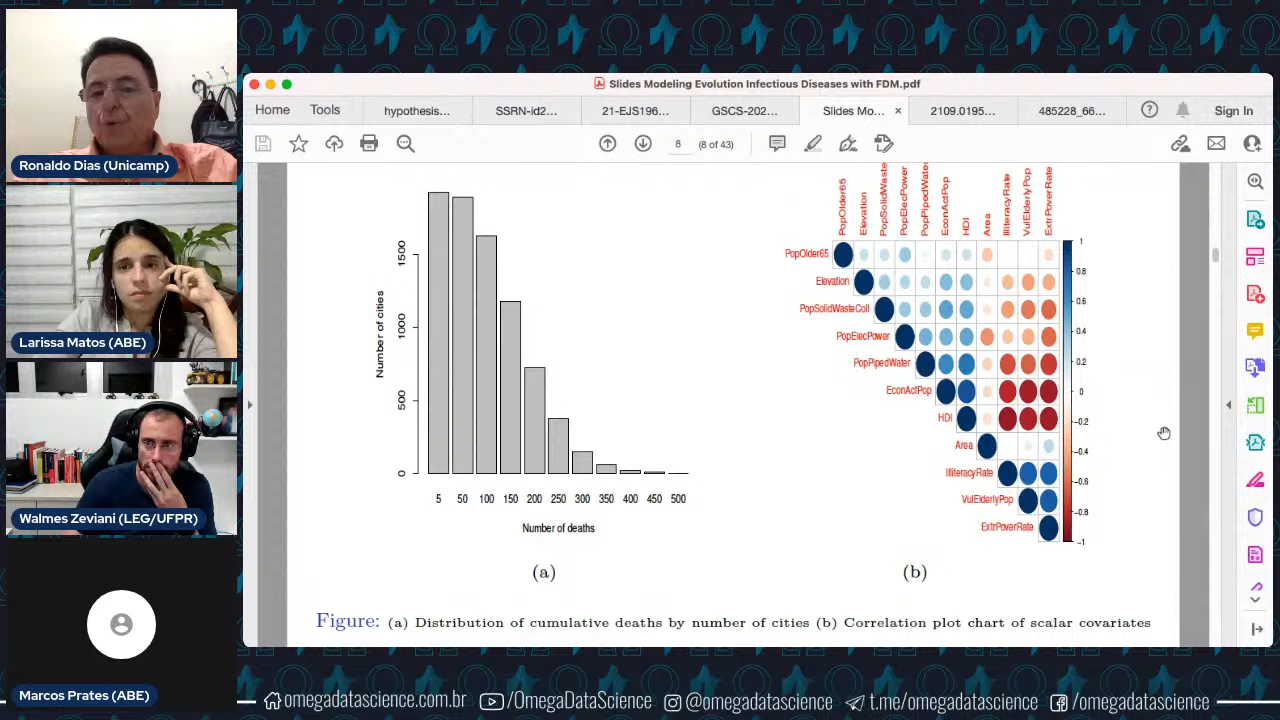 Slides Modeling Evolution Infectious Diseases with FDM.pdf
Home
Tools
hypothesis...
SSRN-id2...
21-EJS196...
GSCS-202...
Slides Mo... ×
2109.0195...
485228_66...
Sign In
8 (8 of 43)
Ronaldo Dias (Unicamp)
Larissa Matos (ABE)
Walmes Zeviani (LEG/UFPR)
Marcos Prates (ABE)
Number of cities
1500
1000
500
0
5 50 100 150 200 250 300 350 400 450 500
Number of deaths
(a)
PopOlder65
Elevation
PopSolidWaste
PopElecPower
PopPipedWater
EconActPop
HDI
Area
IlliteracyRate
VulElderlyPop
ExtrPoverRate
PopOlder65
Elevation
PopSolidWasteColl
PopElecPower
PopPipedWater
EconActPop
HDI
Area
IlliteracyRate
VulElderlyPop
ExtrPoverRate
1
0.8
0.6
0.4
0.2
0
-0.2
-0.4
-0.6
-0.8
-1
(b)
Figure: (a) Distribution of cumulative deaths by number of cities (b) Correlation plot chart of scalar covariates
omegadatascience.com.br /OmegaDataScience @omegadatascience t.me/omegadatascience /omegadatascience